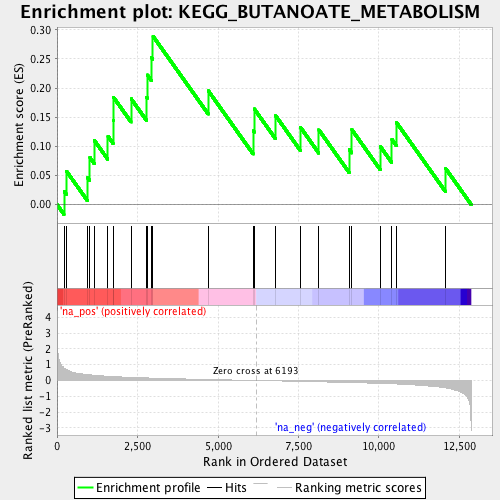 Enrichment plot: KEGG_BUTANOATE_METABOLISM
Enrichment score (ES)
0.30
0.25
0.20
0.15
0.10
0.05
0.00
'na_pos' (positively correlated)
Ranked list metric (PreRanked)
4
3
2
1
0
-1
-2
-3
Zero cross at 6193
'na_neg' (negatively correlated)
0
2,500
5,000
7,500
10,000
12,500
Rank in Ordered Dataset
Enrichment profile
Hits
Ranking metric scores